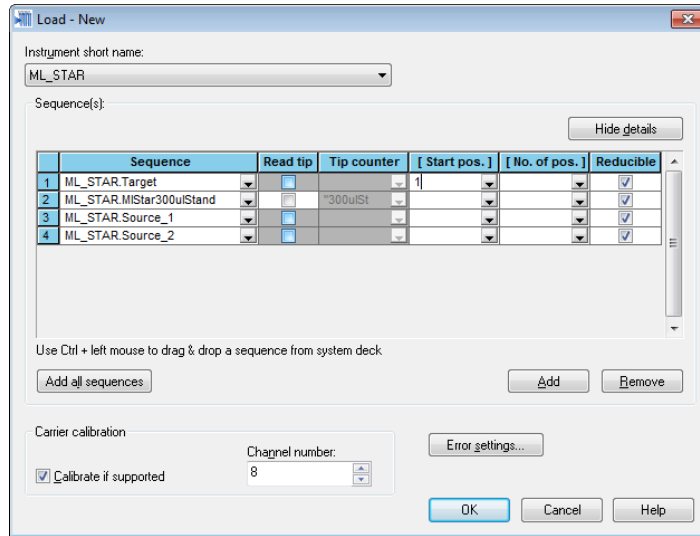 Load - New
Instrument short name:
ML_STAR
Sequence(s):
Hide details
Sequence Read tip Tip counter [ Start pos. ] [ No. of pos. ] Reducible
1 ML_STAR.Target 1
2 ML_STAR.MlStar300ulStand "300ulSt
3 ML_STAR.Source_1
4 ML_STAR.Source_2
Use Ctrl + left mouse to drag & drop a sequence from system deck
Add all sequences Add Remove
Carrier calibration
Channel number:
Error settings...
Calibrate if supported 8
OK Cancel Help